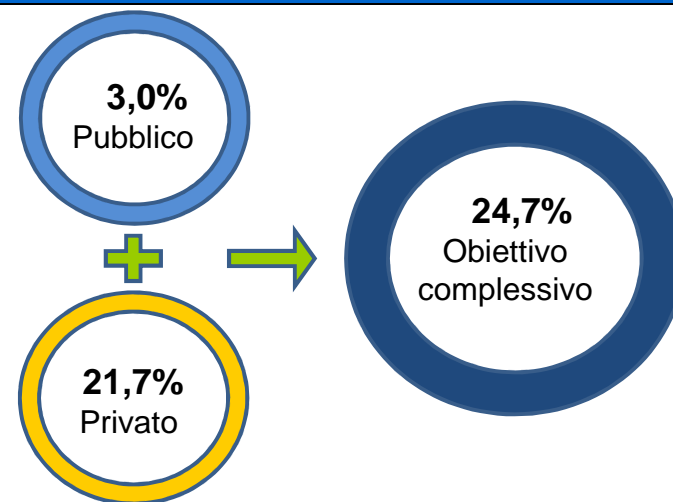 3,0%
Pubblico
24,7%
Obiettivo
complessivo
21,7%
Privato